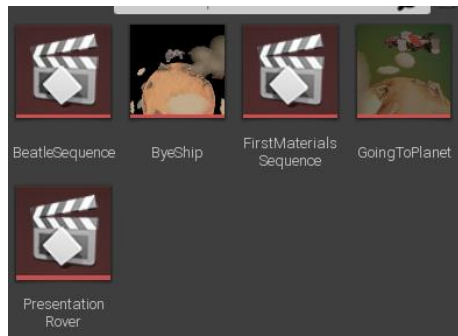 BeatleSequence
ByeShip
FirstMaterials
Sequence
GoingToPlanet
Presentation
Rover